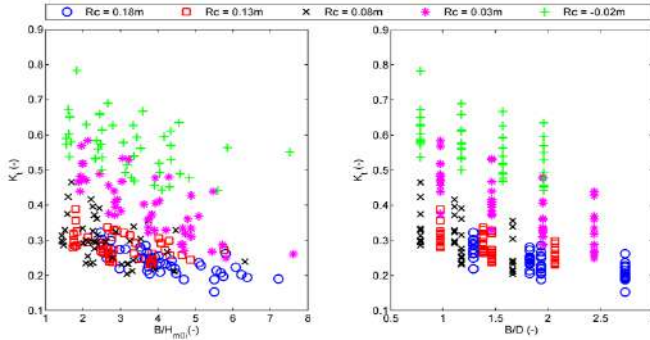 Rc = 0.18m Rc = 0.13m Rc = 0.08m Rc = 0.03m Rc = -0.02m
0.9 0.9
0.8 0.8
0.7 0.7
0.6 0.6
0.5 0.5
0.4 0.4
0.3 0.3
0.2 0.2
0.1 0.1
Kt(-) Kt(-)
1 2 3 4 5 6 7 8 0.5 1 1.5 2 2.5 3
B/Hm0i(-) B/D (-)